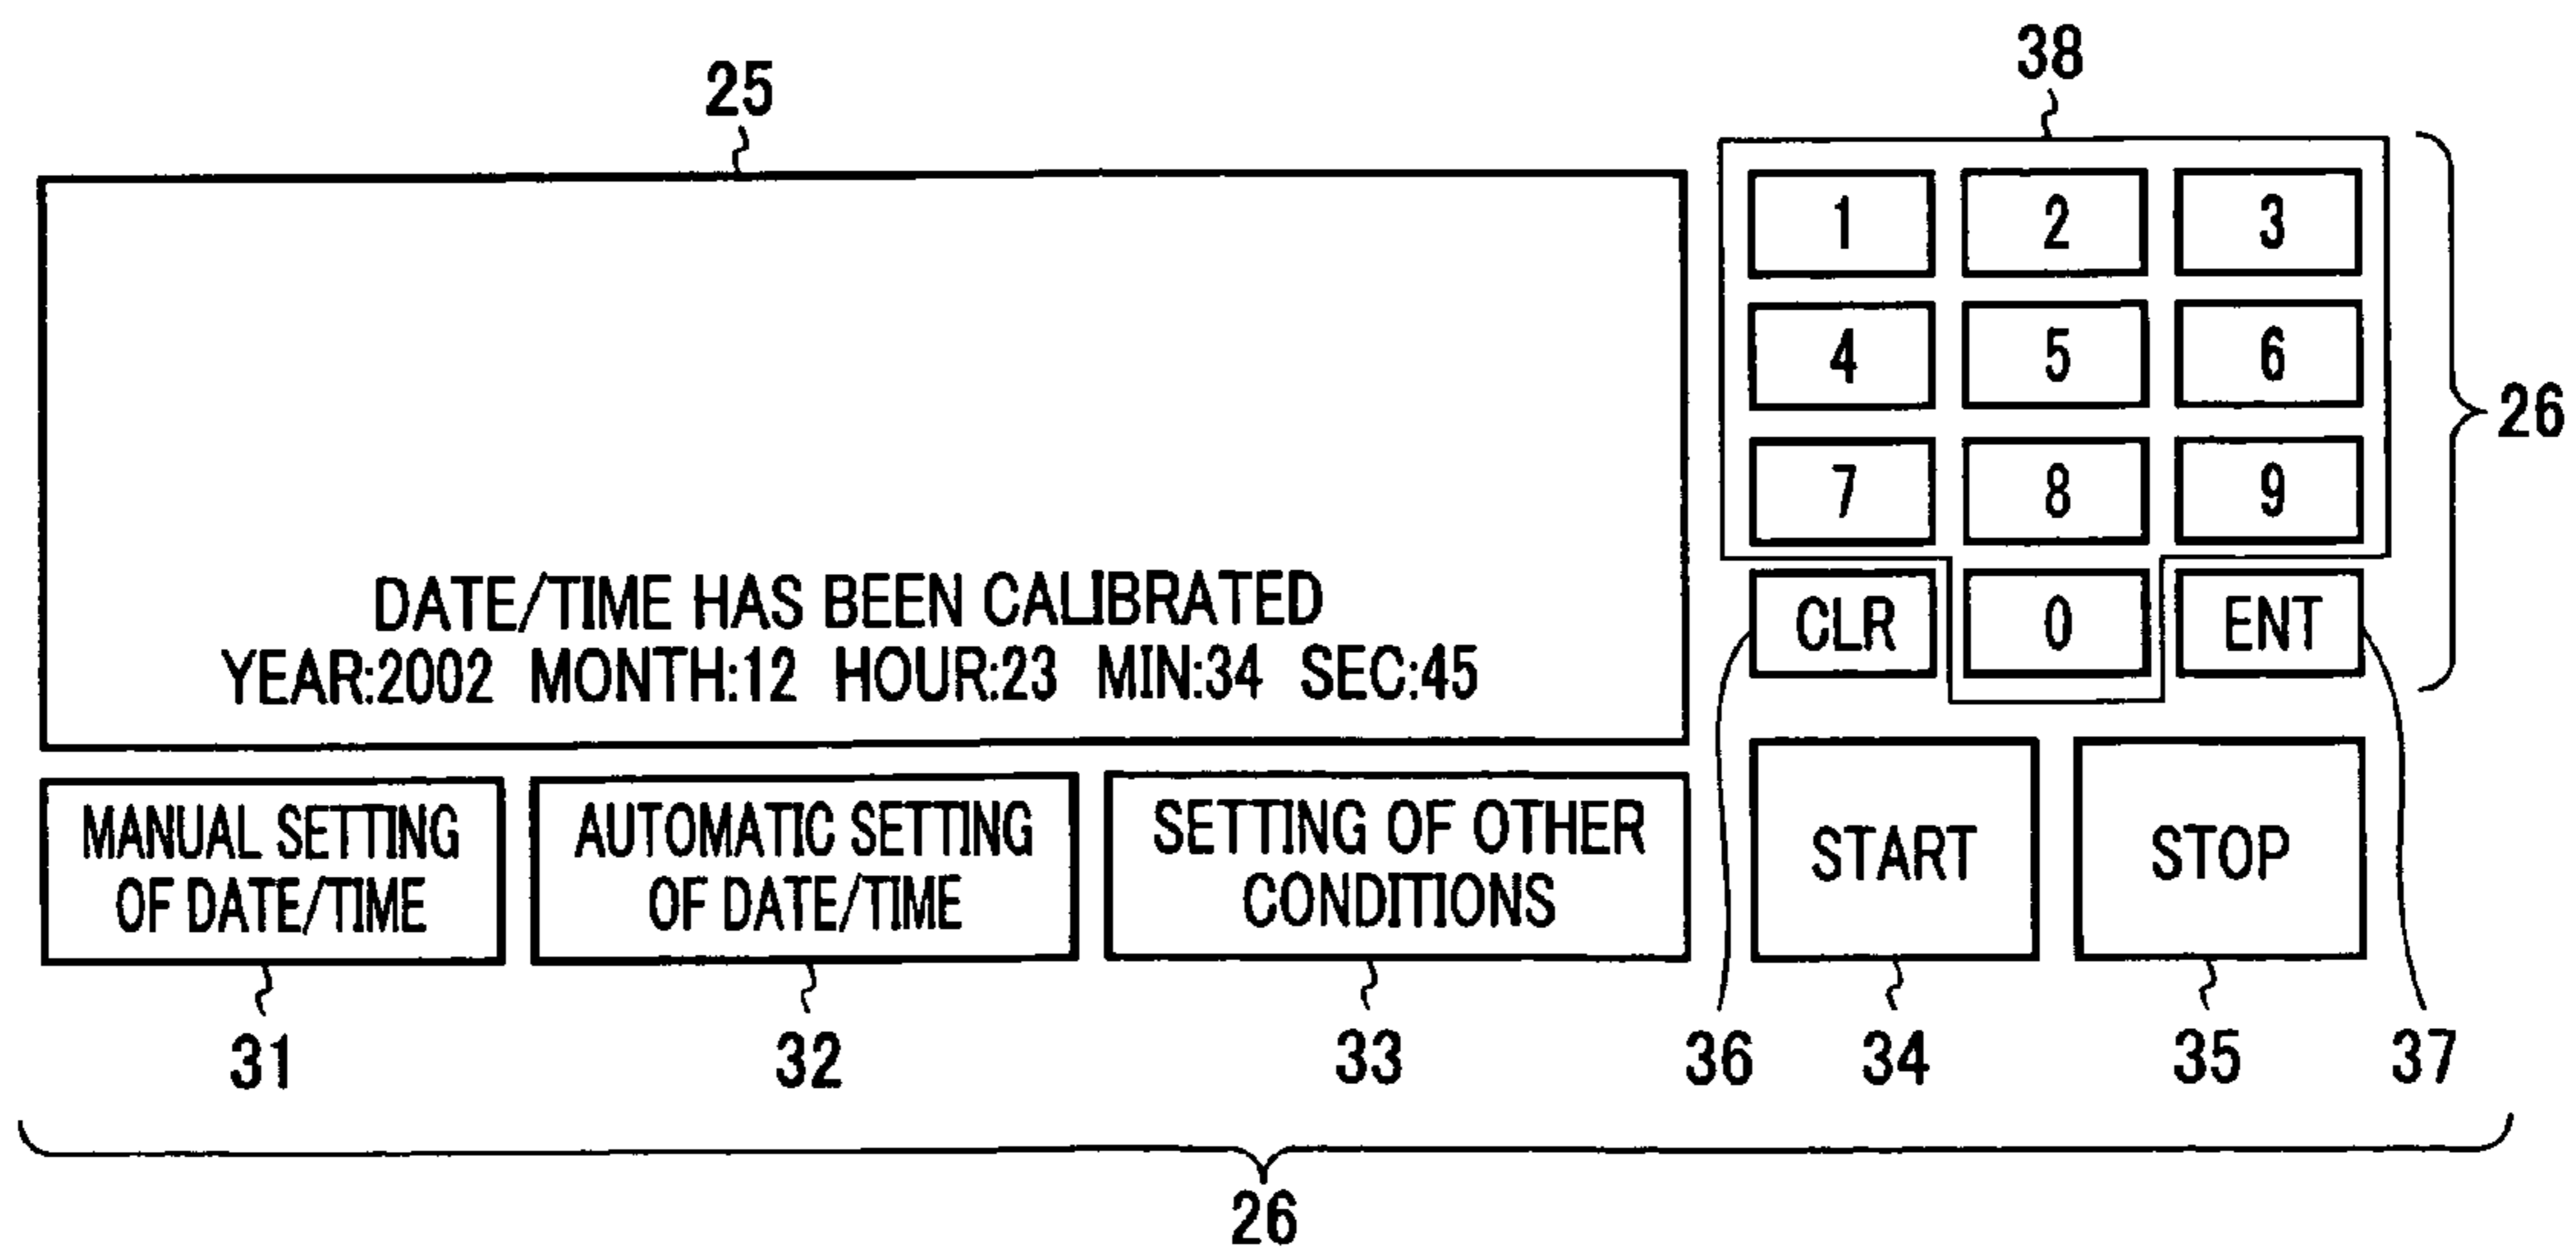 38
25
1 2 3
4 5 6
26
7 8 9
DATE/TIME HAS BEEN CALIBRATED
CLR 0 ENT
YEAR:2002 MONTH:12 HOUR:23 MIN:34 SEC:45
MANUAL SETTING
OF DATE/TIME
AUTOMATIC SETTING
OF DATE/TIME
SETTING OF OTHER
CONDITIONS
START
STOP
31 32 33 36 34 35 37
26